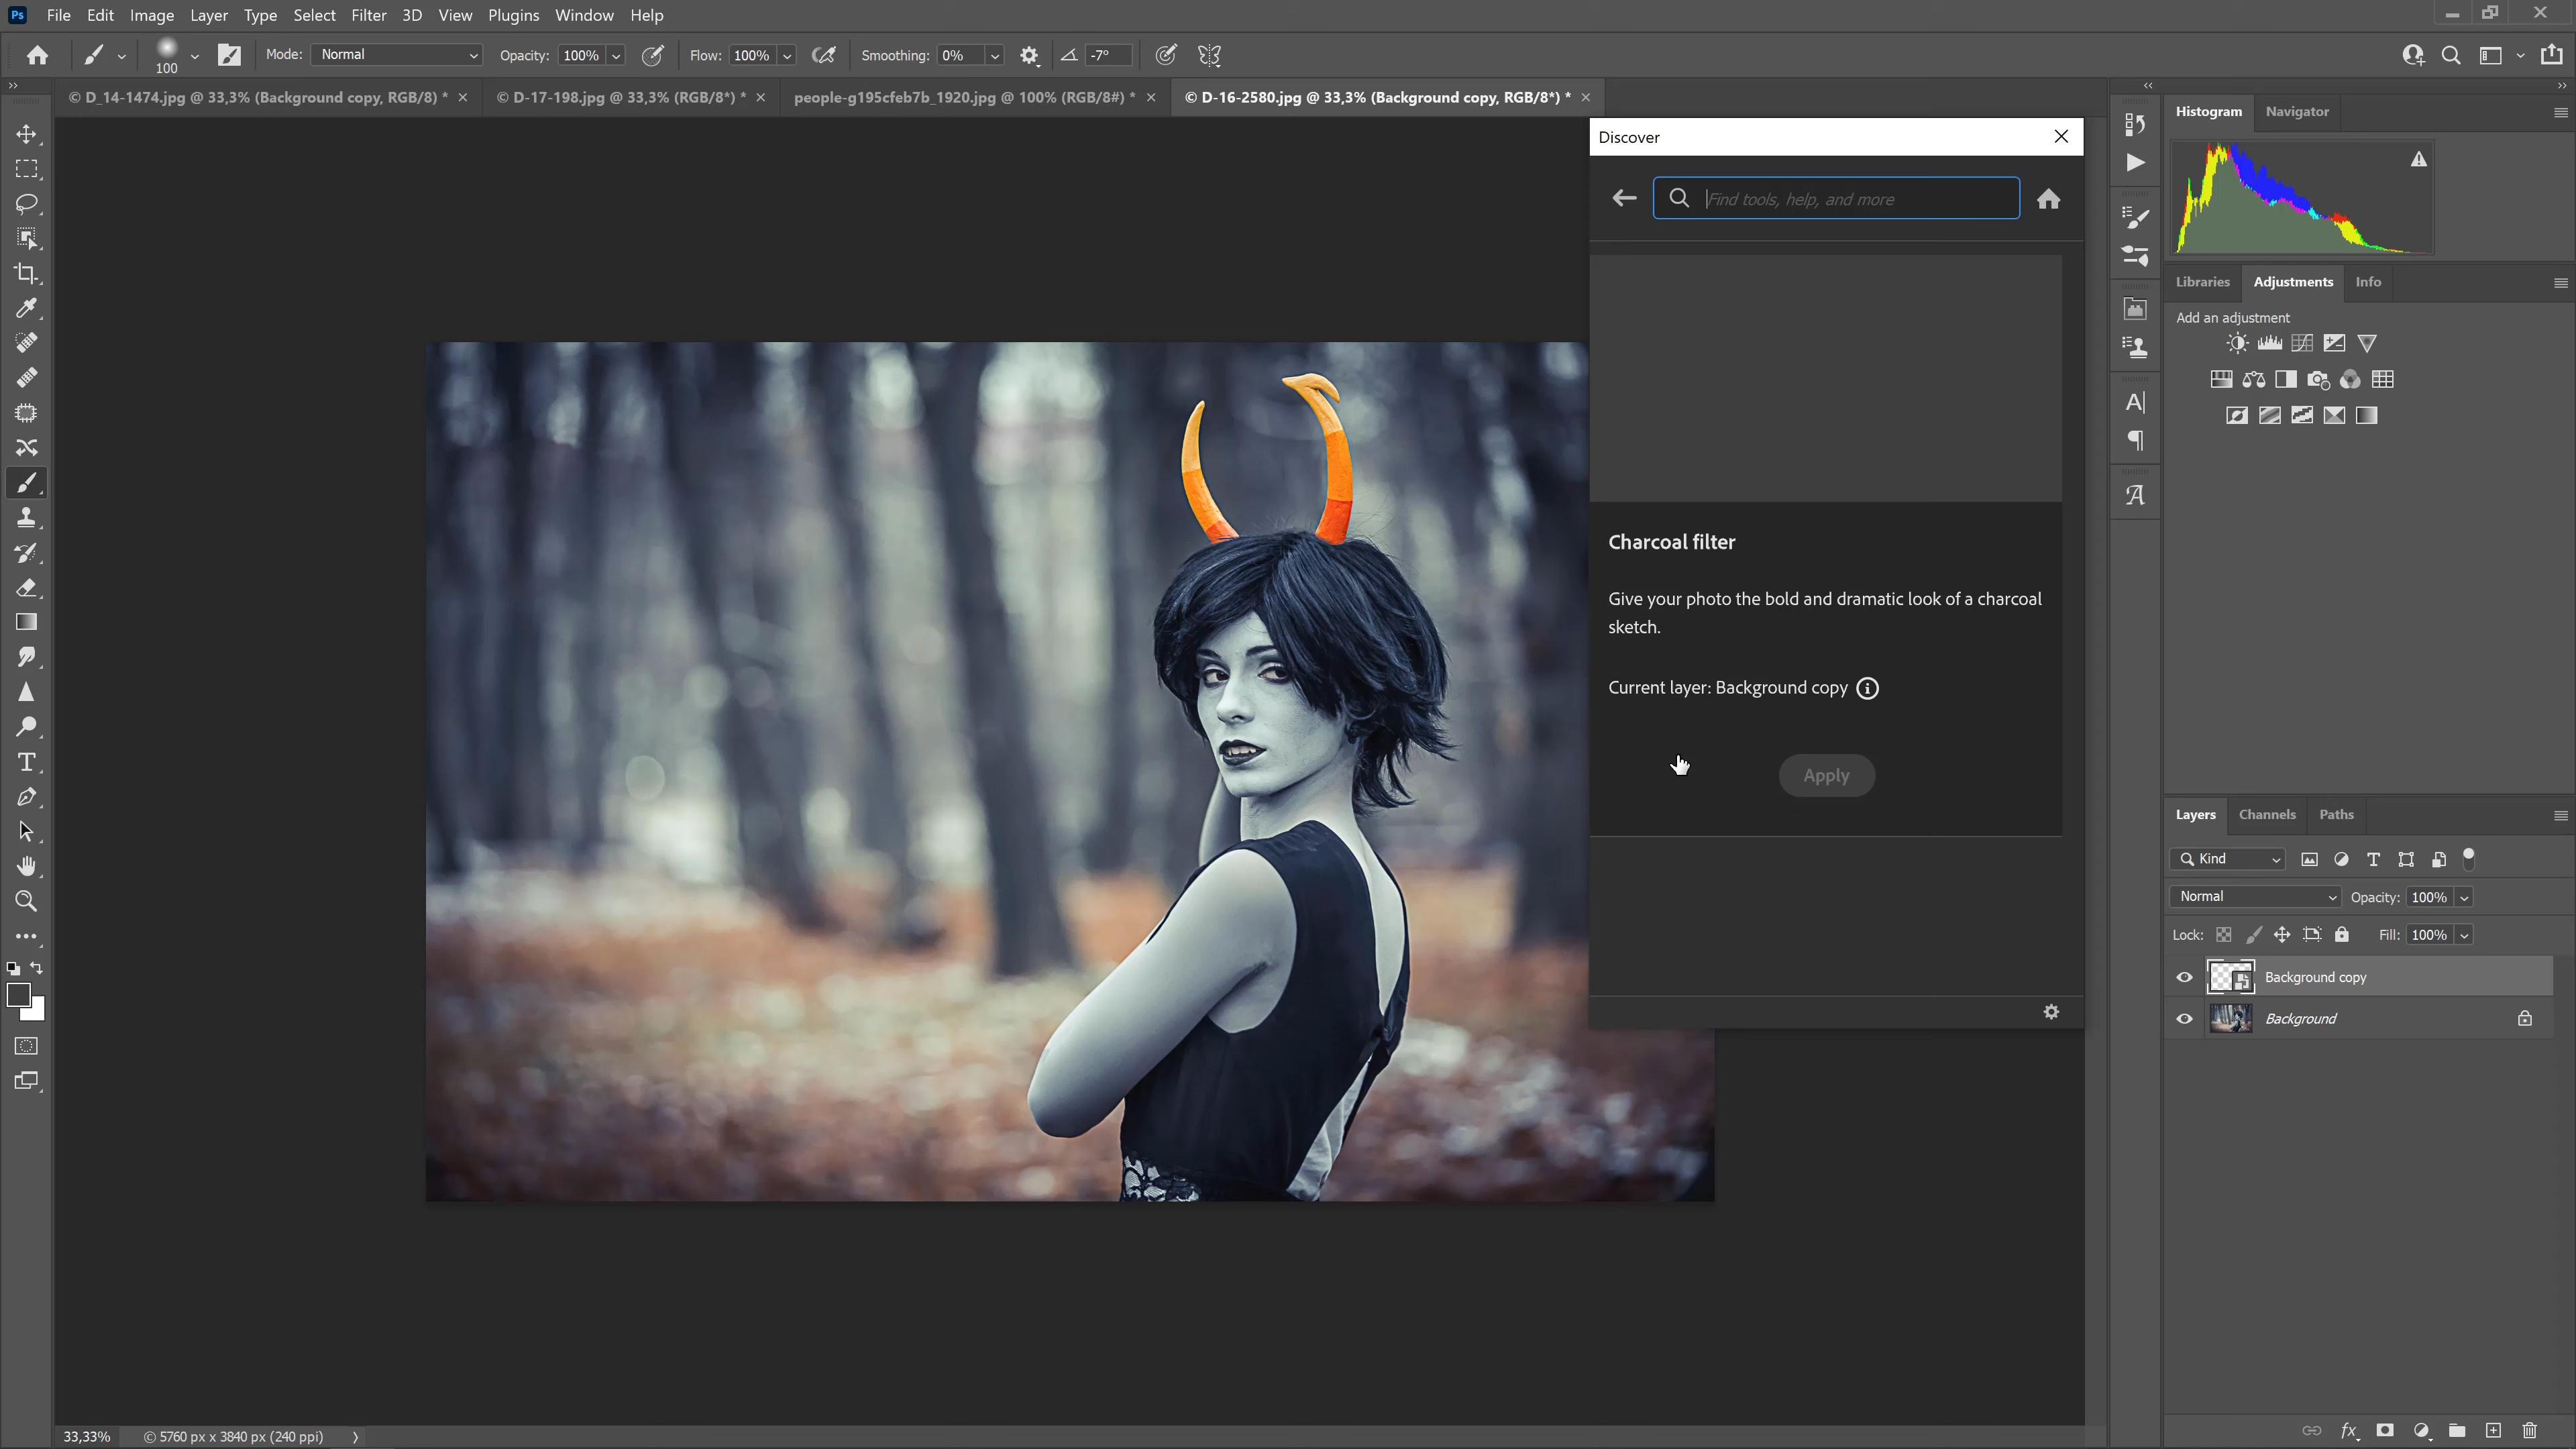 Ps File Edit Image Layer Type Select Filter 3D View Plugins Window Help
100 Mode: Normal Opacity: 100% Flow: 100% Smoothing: 0% -7°
© D_14-1474.jpg @ 33,3% (Background copy, RGB/8) * © D-17-198.jpg @ 33,3% (RGB/8*) * people-g195cfeb7b_1920.jpg @ 100% (RGB/8#) * © D-16-2580.jpg @ 33,3% (Background copy, RGB/8*) *
Discover
Find tools, help, and more
Charcoal filter
Give your photo the bold and dramatic look of a charcoal
sketch.
Current layer: Background copy
Apply
Histogram Navigator
Libraries Adjustments Info
Add an adjustment
Layers Channels Paths
Kind
Normal Opacity: 100%
Lock: Fill: 100%
Background copy
Background
33,33% © 5760 px x 3840 px (240 ppi)